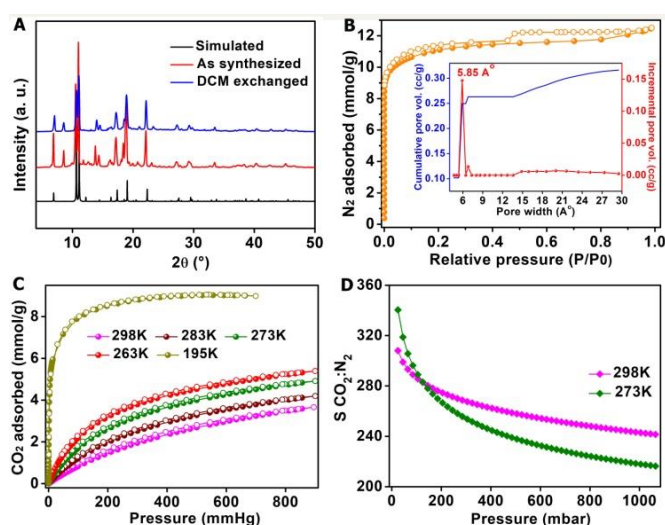 A
Simulated
As synthesized
DCM exchanged
Intensity (a. u.)
10 20 30 40 50
2θ (°)
B
N2 adsorbed (mmol/g)
14
12
10
8
6
4
2
0
0.0 0.2 0.4 0.6 0.8 1.0
Relative pressure (P/P0)
5.85 A°
Cumulative pore vol. (cc/g)
0.30
0.25
0.20
0.15
0.10
Incremental pore vol. (cc/g)
0.15
0.10
0.05
0.00
6 9 12 15 18 21 24 27 30
Pore width (A°)
C
CO2 adsorbed (mmol/g)
8
6
4
2
0
298K 283K 273K
263K 195K
0 200 400 600 800
Pressure (mmHg)
D
S CO2:N2
360
320
280
240
200
298K
273K
0 200 400 600 800 1000
Pressure (mbar)